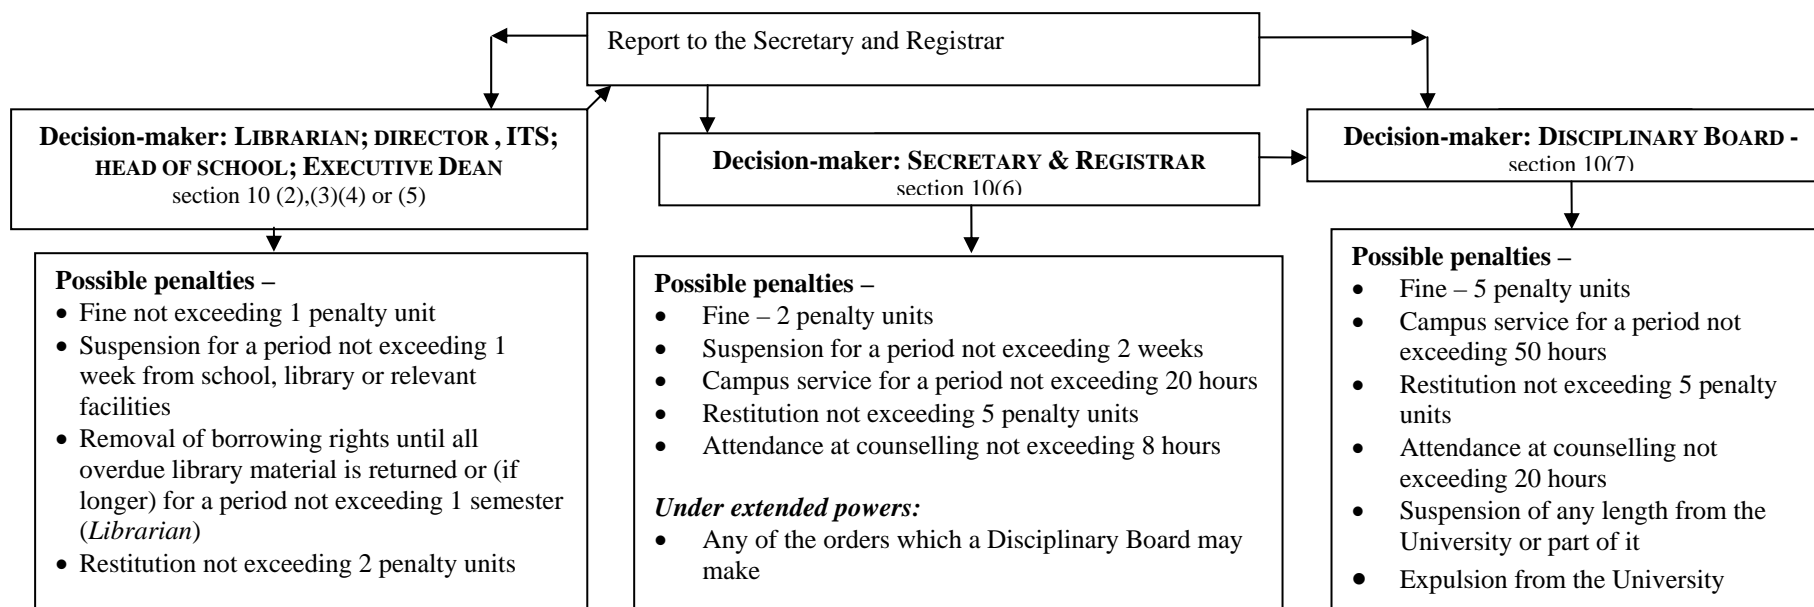 Report to the Secretary and Registrar
Decision-maker: LIBRARIAN; DIRECTOR , ITS;
HEAD OF SCHOOL; EXECUTIVE DEAN
section 10 (2),(3)(4) or (5)
Decision-maker: SECRETARY & REGISTRAR
section 10(6)
Decision-maker: DISCIPLINARY BOARD -
section 10(7)
Possible penalties –
• Fine not exceeding 1 penalty unit
• Suspension for a period not exceeding 1
week from school, library or relevant
facilities
• Removal of borrowing rights until all
overdue library material is returned or (if
longer) for a period not exceeding 1 semester
(Librarian)
• Restitution not exceeding 2 penalty units
Possible penalties –
• Fine – 2 penalty units
• Suspension for a period not exceeding 2 weeks
• Campus service for a period not exceeding 20 hours
• Restitution not exceeding 5 penalty units
• Attendance at counselling not exceeding 8 hours
Under extended powers:
• Any of the orders which a Disciplinary Board may
make
Possible penalties –
• Fine – 5 penalty units
• Campus service for a period not
exceeding 50 hours
• Restitution not exceeding 5 penalty
units
• Attendance at counselling not
exceeding 20 hours
• Suspension of any length from the
University or part of it
• Expulsion from the University